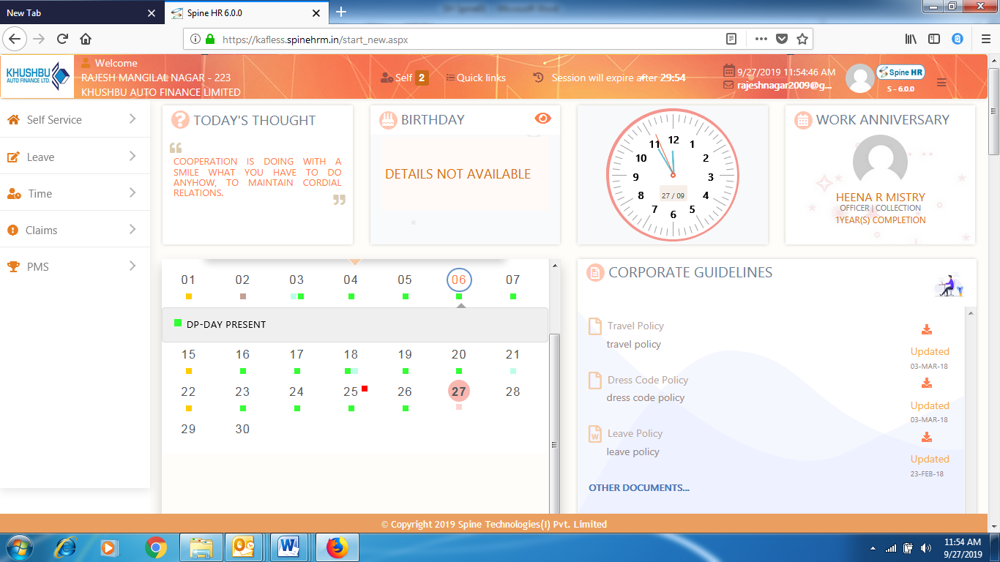 New Tab
Spine HR 6.0.0
https://kafless.spinehrm.in/start_new.aspx
KHUSHBU
AUTO FINANCE LTD.
Welcome
RAJESH MANGILAL NAGAR - 223
KHUSHBU AUTO FINANCE LIMITED
Self 2
Quick links
Session will expire after 29:54
9/27/2019 11:54:46 AM
rajeshnagar2009@g...
Spine HR
S - 6.0.0
Self Service
Leave
Time
Claims
PMS
TODAY'S THOUGHT
COOPERATION IS DOING WITH A
SMILE WHAT YOU HAVE TO DO
ANYHOW, TO MAINTAIN CORDIAL
RELATIONS.
BIRTHDAY
DETAILS NOT AVAILABLE
12
1
2
3
4
5
6
7
8
9
10
11
27 / 09
WORK ANNIVERSARY
HEENA R MISTRY
OFFICER | COLLECTION
1YEAR(S) COMPLETION
01 02 03 04 05 06 07
DP-DAY PRESENT
15 16 17 18 19 20 21
22 23 24 25 26 27 28
29 30
CORPORATE GUIDELINES
Travel Policy
travel policy
Updated
03-MAR-18
Dress Code Policy
dress code policy
Updated
03-MAR-18
Leave Policy
leave policy
Updated
23-FEB-18
OTHER DOCUMENTS...
© Copyright 2019 Spine Technologies(I) Pvt. Limited
11:54 AM
9/27/2019